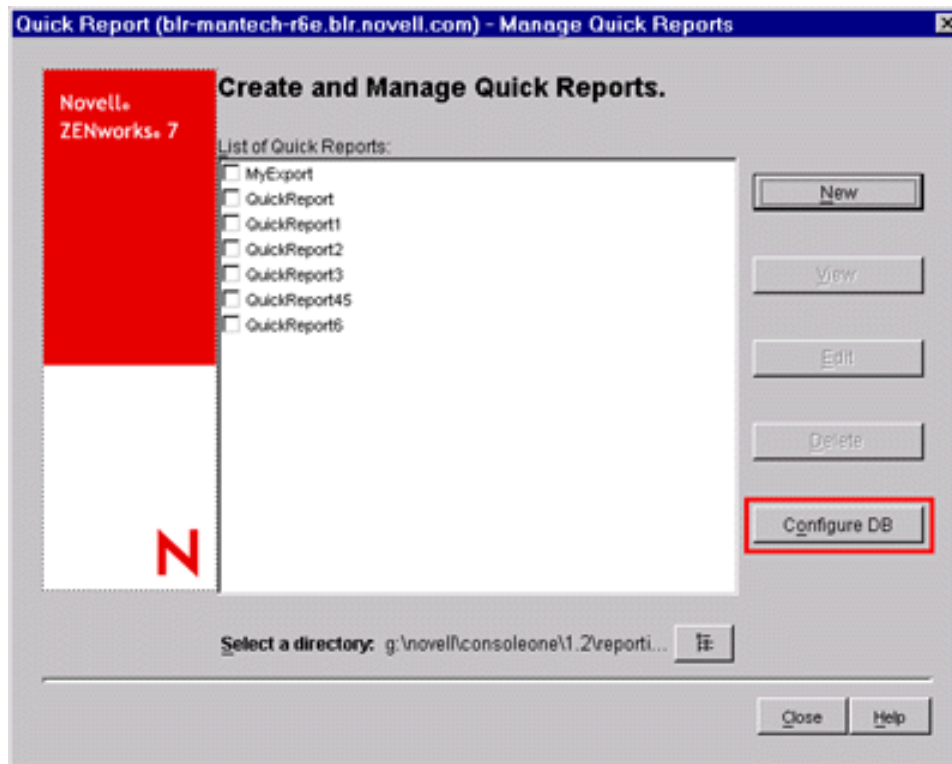 Quick Report (blr-mantech-r6e.blr.novell.com) - Manage Quick Reports
Novell®
ZENworks® 7
Create and Manage Quick Reports.
List of Quick Reports:
MyExport
QuickReport
QuickReport1
QuickReport2
QuickReport3
QuickReport45
QuickReport6
New
View
Edit
Delete
Configure DB
N
Select a directory: g:\novell\consoleone\1.2\reporti...
Close
Help